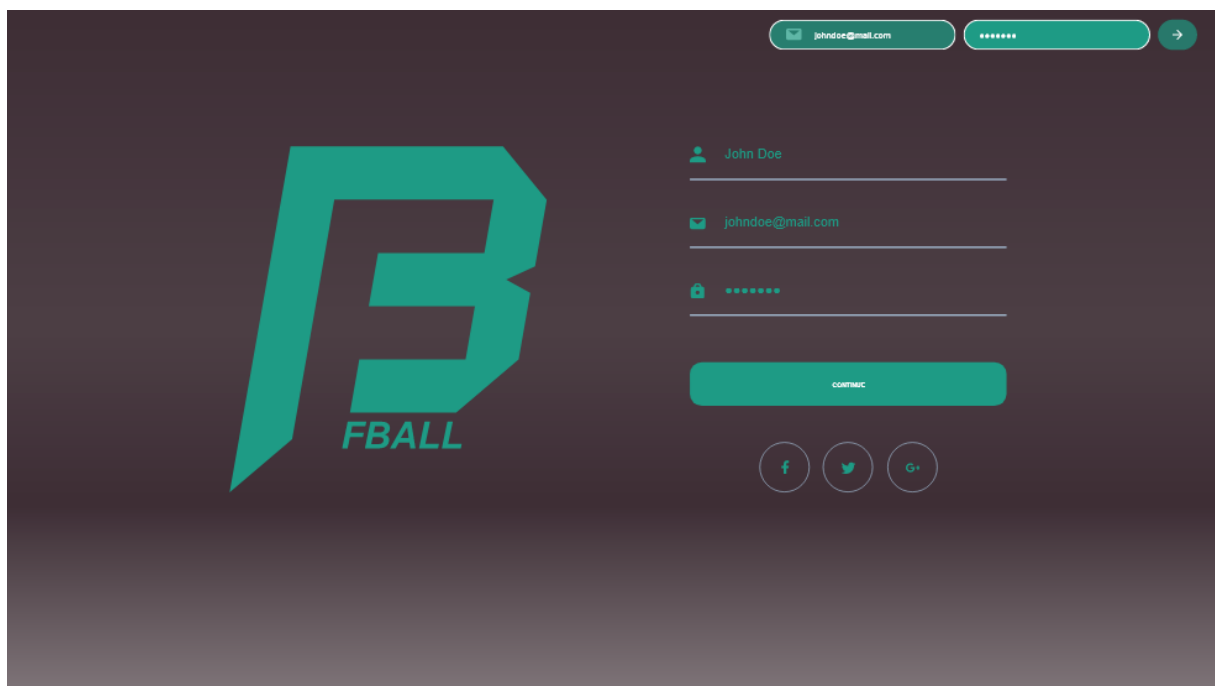 johndoe@mail.com •••••••
John Doe
johndoe@mail.com
•••••••
CONTINUE
FBALL
f G+